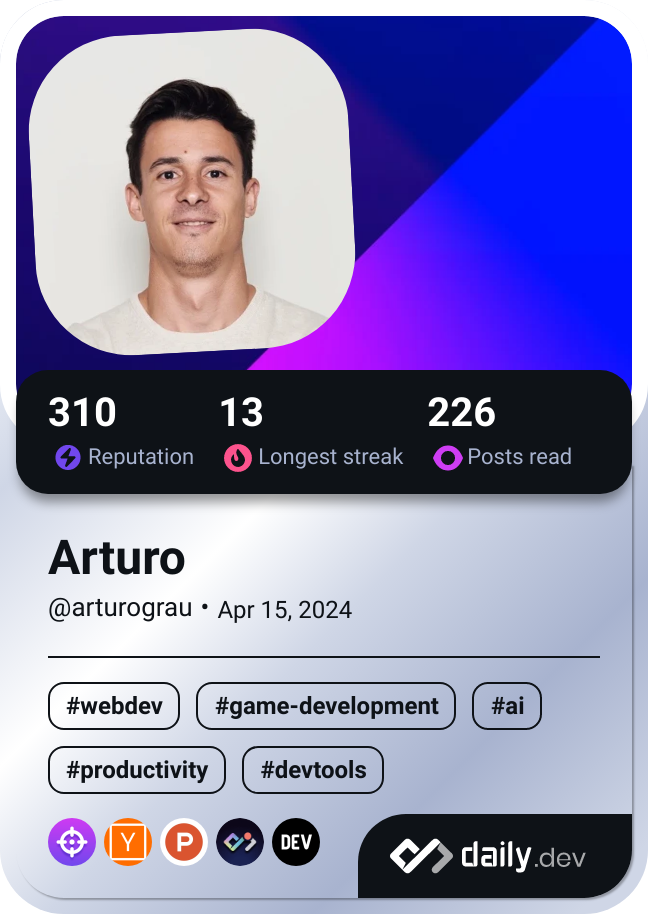 310 13 226
Reputation Longest streak Posts read
Arturo
@arturograu • Apr 15, 2024
#webdev #game-development #ai
#productivity #devtools
Y P DEV
daily.dev